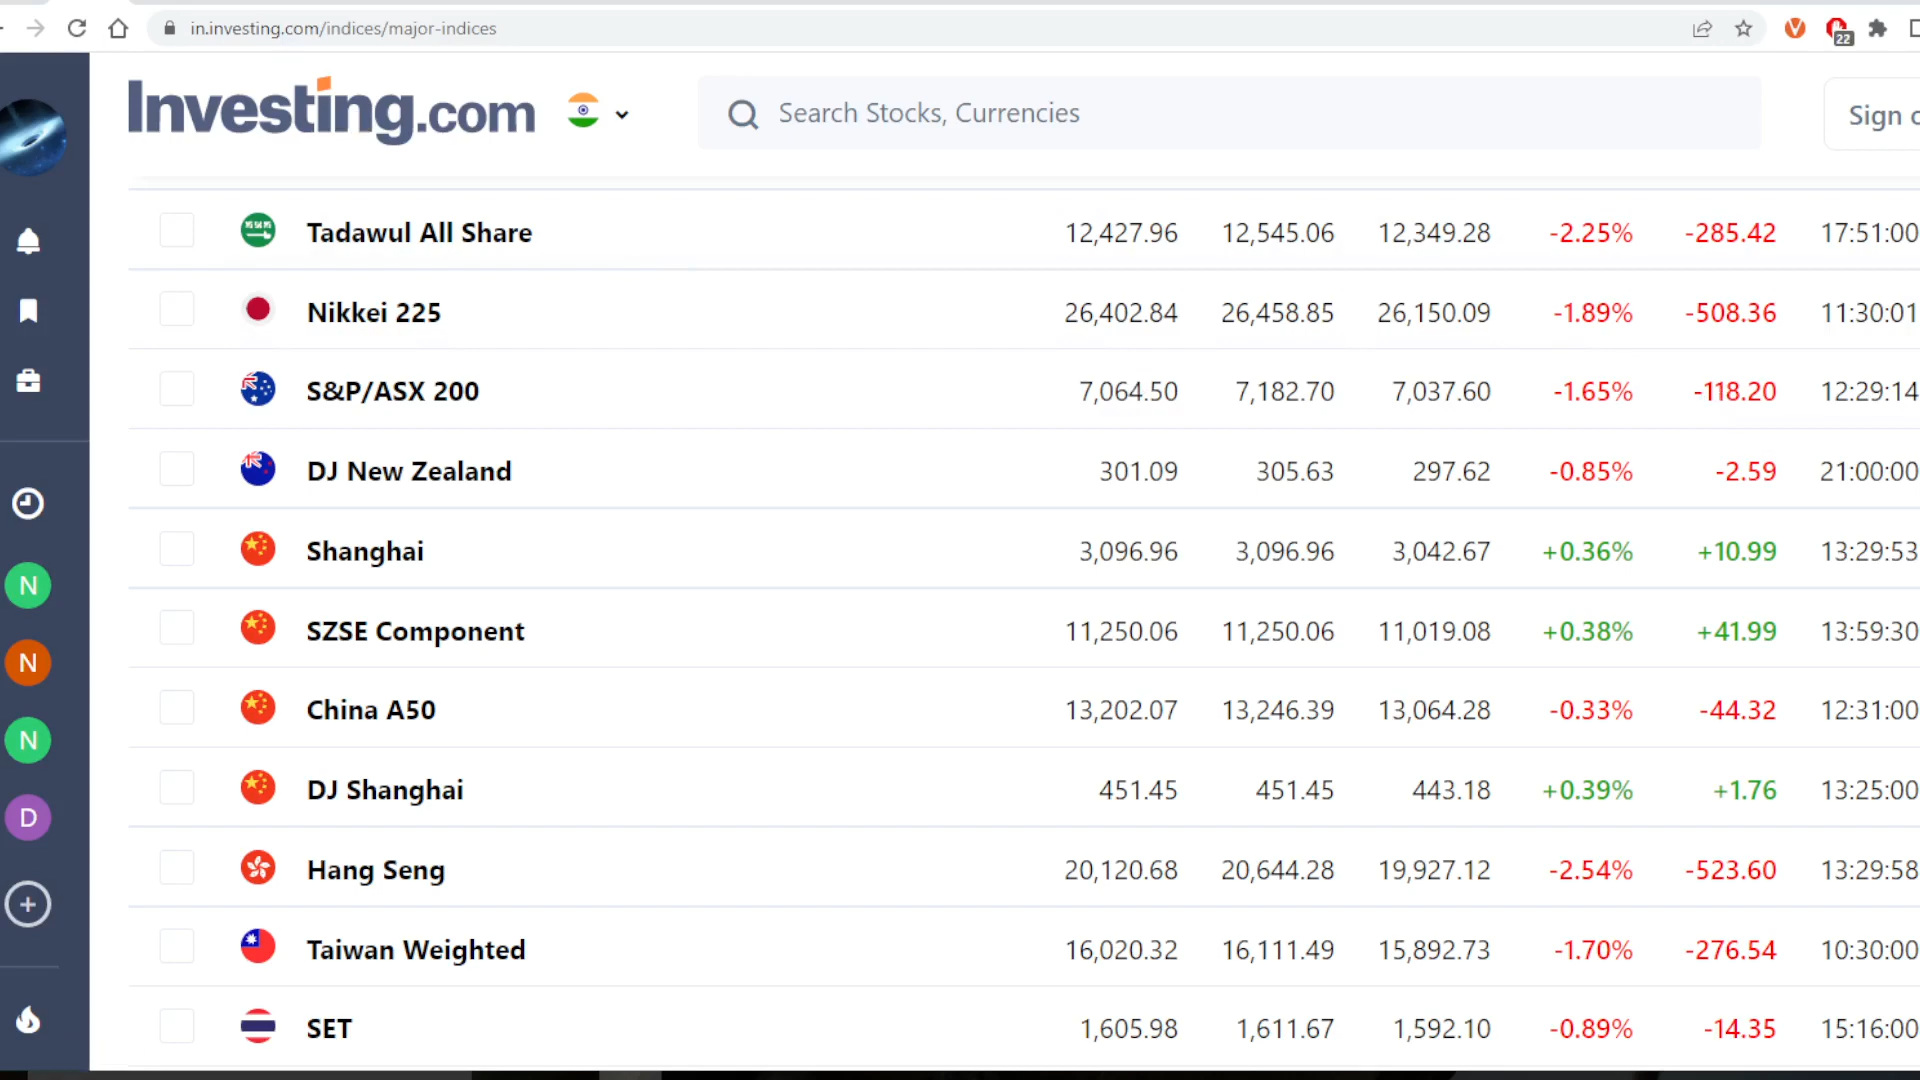 in.investing.com/indices/major-indices
22
Investing.com
Search Stocks, Currencies
Sign
Tadawul All Share 12,427.96 12,545.06 12,349.28 -2.25% -285.42 17:51:00
Nikkei 225 26,402.84 26,458.85 26,150.09 -1.89% -508.36 11:30:01
S&P/ASX 200 7,064.50 7,182.70 7,037.60 -1.65% -118.20 12:29:14
DJ New Zealand 301.09 305.63 297.62 -0.85% -2.59 21:00:00
N Shanghai 3,096.96 3,096.96 3,042.67 +0.36% +10.99 13:29:53
N SZSE Component 11,250.06 11,250.06 11,019.08 +0.38% +41.99 13:59:30
N China A50 13,202.07 13,246.39 13,064.28 -0.33% -44.32 12:31:00
D DJ Shanghai 451.45 451.45 443.18 +0.39% +1.76 13:25:00
Hang Seng 20,120.68 20,644.28 19,927.12 -2.54% -523.60 13:29:58
Taiwan Weighted 16,020.32 16,111.49 15,892.73 -1.70% -276.54 10:30:00
SET 1,605.98 1,611.67 1,592.10 -0.89% -14.35 15:16:00